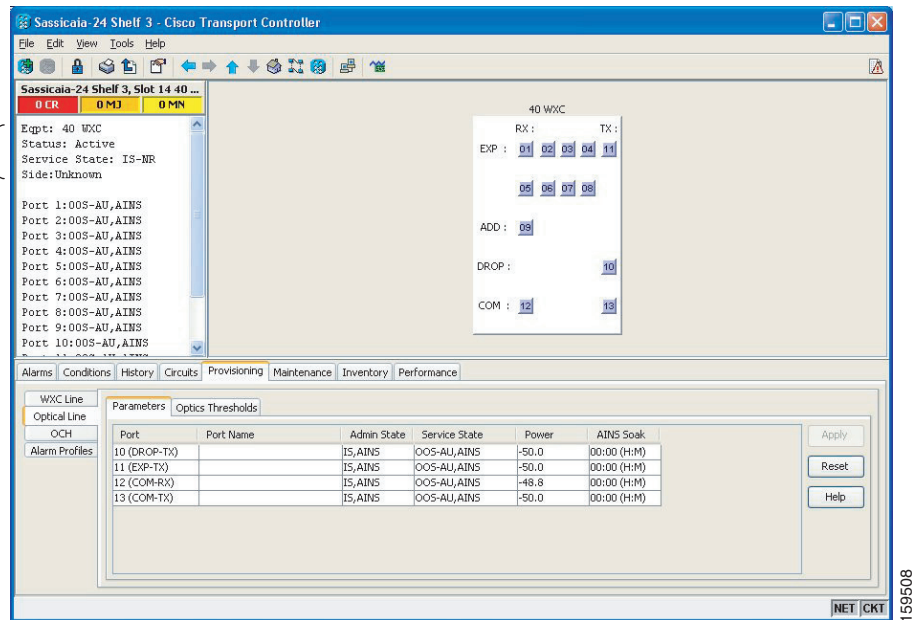 Sassicaia-24 Shelf 3 - Cisco Transport Controller
File Edit View Tools Help
Sassicaia-24 Shelf 3, Slot 14 40 ...
0 CR 0 MJ 0 MN
Eqpt: 40 WXC
Status: Active
Service State: IS-NR
Side:Unknown
Port 1:OOS-AU,AINS
Port 2:OOS-AU,AINS
Port 3:OOS-AU,AINS
Port 4:OOS-AU,AINS
Port 5:OOS-AU,AINS
Port 6:OOS-AU,AINS
Port 7:OOS-AU,AINS
Port 8:OOS-AU,AINS
Port 9:OOS-AU,AINS
Port 10:OOS-AU,AINS
40 WXC
RX : TX :
EXP : 01 02 03 04 11
05 06 07 08
ADD : 09
DROP : 10
COM : 12 13
Alarms Conditions History Circuits Provisioning Maintenance Inventory Performance
WXC Line
Optical Line
OCH
Alarm Profiles
Parameters Optics Thresholds
Port Port Name Admin State Service State Power AINS Soak
10 (DROP-TX) IS,AINS OOS-AU,AINS -50.0 00:00 (H:M)
11 (EXP-TX) IS,AINS OOS-AU,AINS -50.0 00:00 (H:M)
12 (COM-RX) IS,AINS OOS-AU,AINS -48.8 00:00 (H:M)
13 (COM-TX) IS,AINS OOS-AU,AINS -50.0 00:00 (H:M)
Apply
Reset
Help
NET CKT
159508